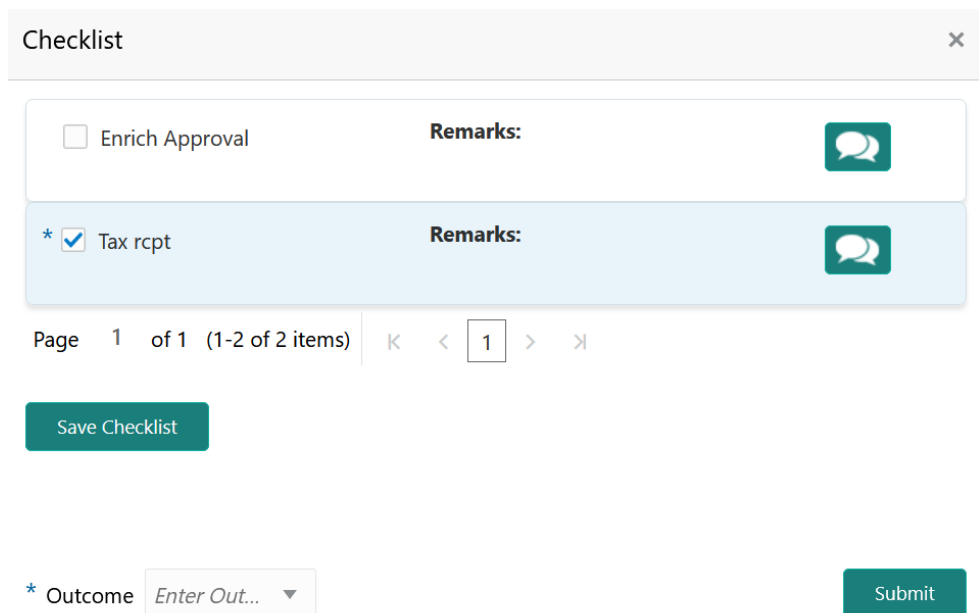 Checklist ×
Enrich Approval Remarks:
* Tax rcpt Remarks:
Page 1 of 1 (1-2 of 2 items) 1
Save Checklist
* Outcome Enter Out... Submit